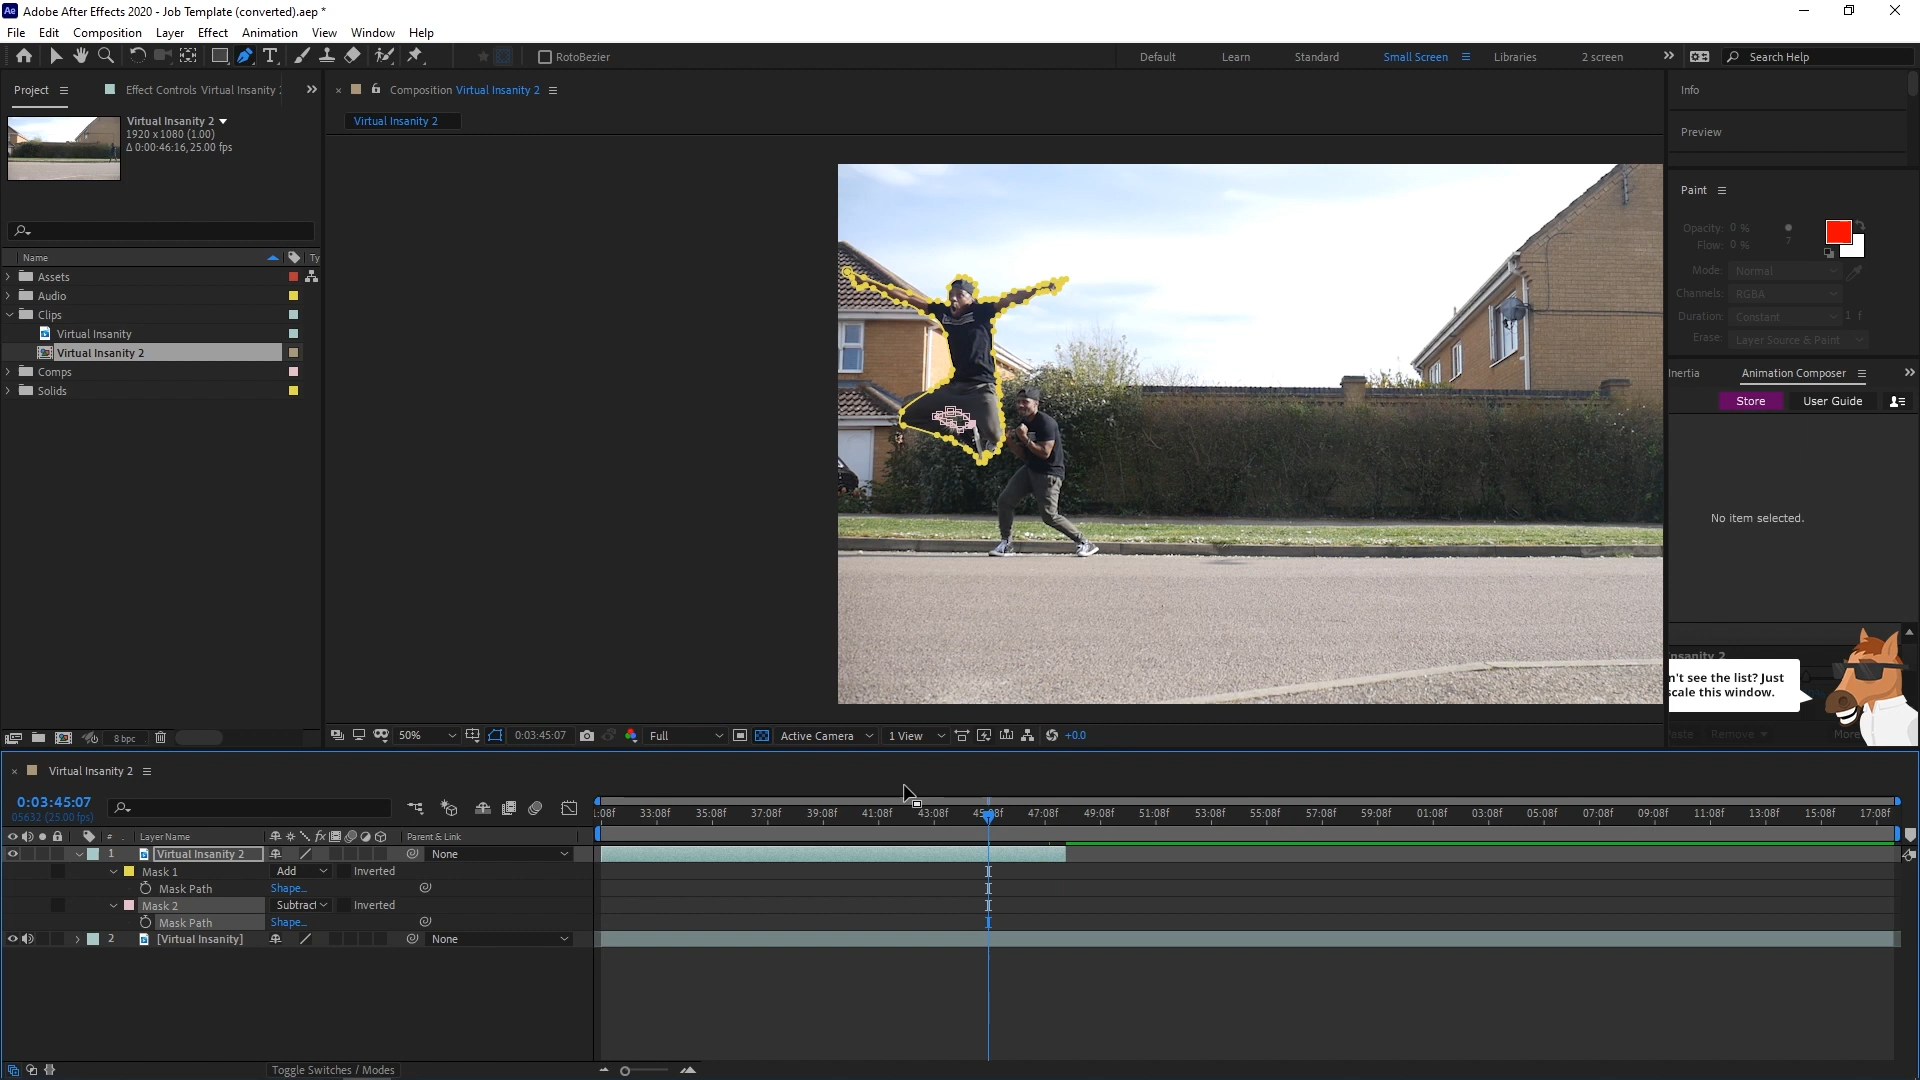 Ae Adobe After Effects 2020 - Job Template (converted).aep *
File Edit Composition Layer Effect Animation View Window Help
RotoBezier
Default Learn Standard Small Screen Libraries 2 screen Search Help
Project Effect Controls Virtual Insanity
Composition Virtual Insanity 2
Info
Virtual Insanity 2
1920 x 1080 (1.00)
Δ 0:00:46:16, 25.00 fps
Virtual Insanity 2
Preview
Paint
Opacity: 0 %
Flow: 0 %
7
Mode: Normal
Channels: RGBA
Duration: Constant 1 f
Erase: Layer Source & Paint
Name Ty
Assets
Audio
Clips
Virtual Insanity
Virtual Insanity 2
Comps
Solids
nertia Animation Composer
Store User Guide
No item selected.
nsanity 2
n't see the list? Just
scale this window.
aste Remove More
8 bpc
50% 0:03:45:07 Full Active Camera 1 View +0.0
Virtual Insanity 2
0:03:45:07
05632 (25.00 fps)
1:08f 33:08f 35:08f 37:08f 39:08f 41:08f 43:08f 45:08f 47:08f 49:08f 51:08f 53:08f 55:08f 57:08f 59:08f 01:08f 03:08f 05:08f 07:08f 09:08f 11:08f 13:08f 15:08f 17:08f
# Layer Name fx Parent & Link
1 Virtual Insanity 2 None
Mask 1 Add Inverted
Mask Path Shape...
Mask 2 Subtract Inverted
Mask Path Shape...
2 [Virtual Insanity] None
Toggle Switches / Modes